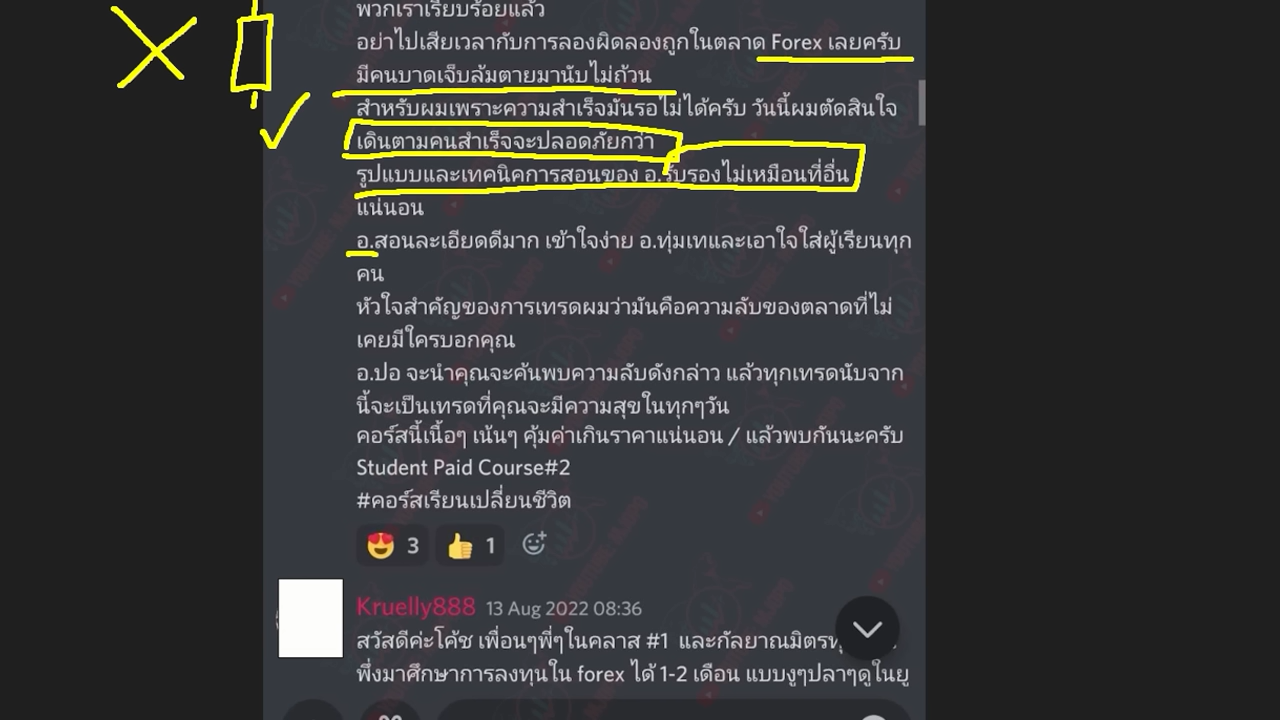 พวกเราเรียบร้อยแล้ว
อย่าไปเสียเวลากับการลองผิดลองถูกในตลาด Forex เลยครับ
มีคนบาดเจ็บล้มตายมานับไม่ถ้วน
สำหรับผมเพราะความสำเร็จมันรอไม่ได้ครับ วันนี้ผมตัดสินใจ
เดินตามคนสำเร็จจะปลอดภัยกว่า
รูปแบบและเทคนิคการสอนของ อ.รับรองไม่เหมือนที่อื่น
แน่นอน
อ.สอนละเอียดดีมาก เข้าใจง่าย อ.ทุ่มเทและเอาใจใส่ผู้เรียนทุก
คน
หัวใจสำคัญของการเทรดผมว่ามันคือความลับของตลาดที่ไม่
เคยมีใครบอกคุณ
อ.ปอ จะนำคุณจะค้นพบความลับดังกล่าว แล้วทุกเทรดนับจาก
นี้จะเป็นเทรดที่คุณจะมีความสุขในทุกๆวัน
คอร์สนี้เนื้อๆ เน้นๆ คุ้มค่าเกินราคาแน่นอน / แล้วพบกันนะครับ
Student Paid Course#2
#คอร์สเรียนเปลี่ยนชีวิต
3 1
Kruelly888 13 Aug 2022 08:36
สวัสดีค่ะโค้ช เพื่อนๆพี่ๆในคลาส #1 และกัลยาณมิตร
พึ่งมาศึกษาการลงทุนใน forex ได้ 1-2 เดือน แบบงูๆปลาๆดูในยู